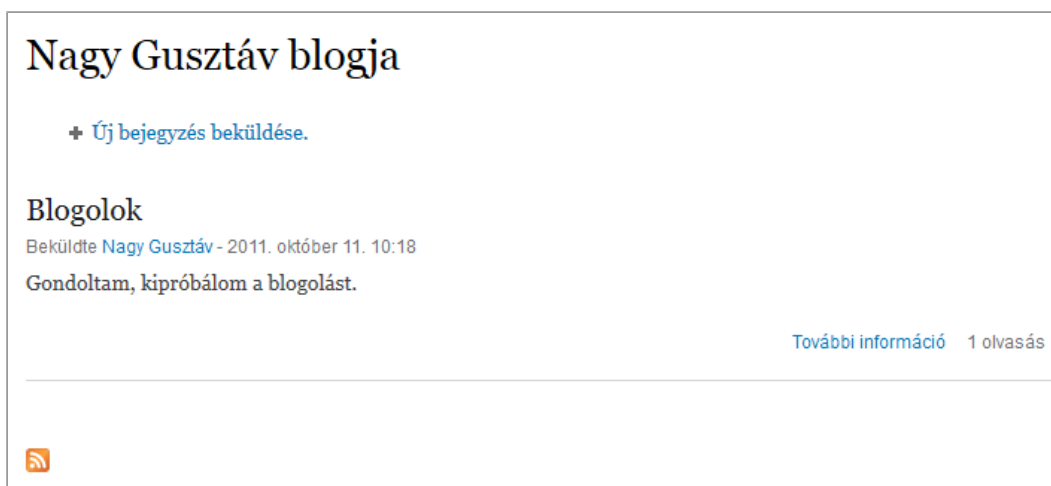 Nagy Gusztáv blogja
Új bejegyzés beküldése.
Blogolok
Beküldte Nagy Gusztáv - 2011. október 11. 10:18
Gondoltam, kipróbálom a blogolást.
További információ 1 olvasás